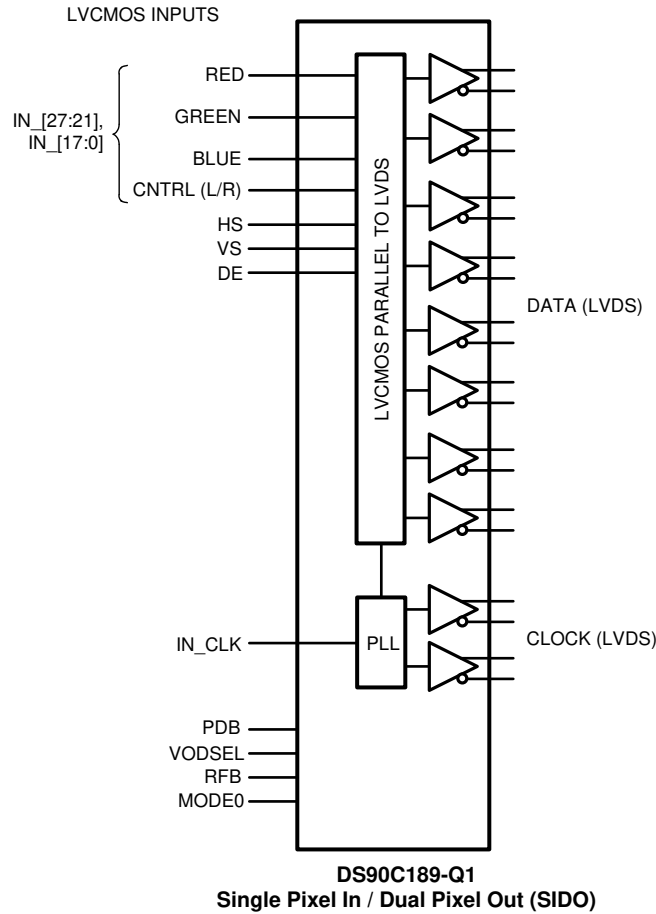 LVCMOS INPUTS
RED
GREEN
IN_[27:21],
IN_[17:0]
BLUE
CNTRL (L/R)
HS
VS
DE
LVCMOS PARALLEL TO LVDS
DATA (LVDS)
IN_CLK
PLL
CLOCK (LVDS)
PDB
VODSEL
RFB
MODE0
DS90C189-Q1
Single Pixel In / Dual Pixel Out (SIDO)